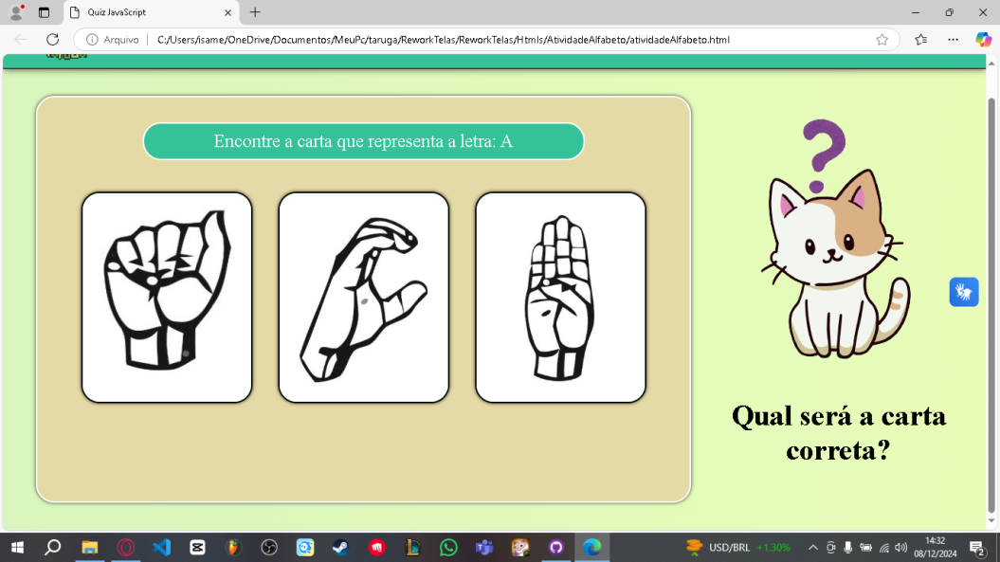 Quiz JavaScript
Arquivo
C:/Users/isame/OneDrive/Documentos/MeuPc/taruga/ReworkTelas/ReworkTelas/Htmls/AtividadeAlfabeto/atividadeAlfabeto.html
Encontre a carta que representa a letra: A
?
Qual será a carta
correta?
USD/BRL +1.30%
14:32
08/12/2024
2